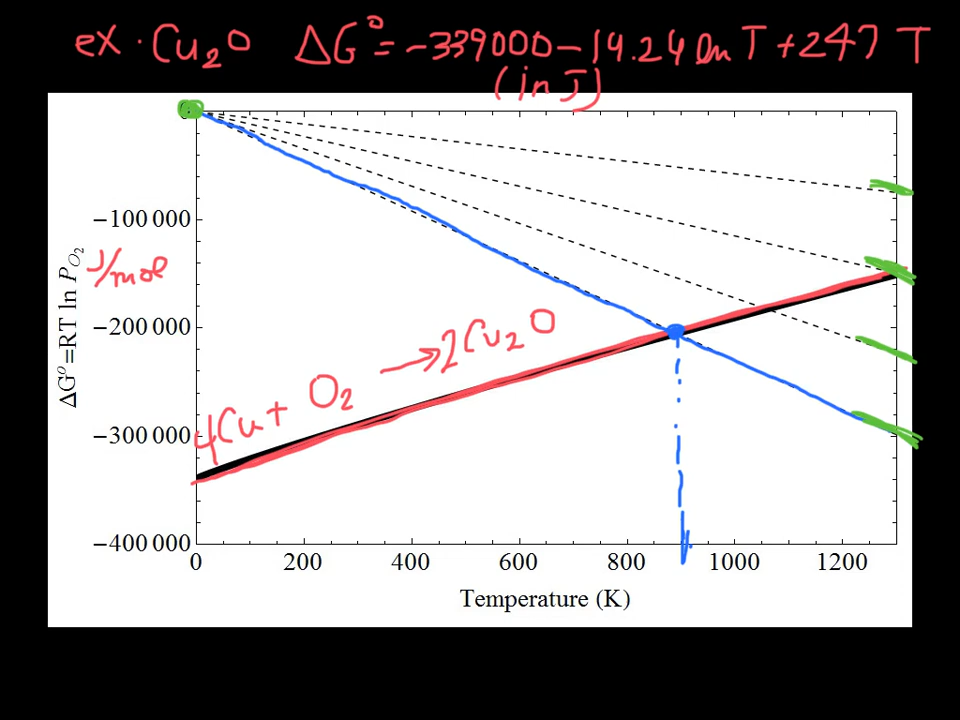 ex. Cu₂O ΔG°= -339000 - 14.24 ln T + 247 T
(in J)
-100 000
-200 000
-300 000
-400 000
ΔG°=RT ln P_O₂
J/mol
4Cu + O₂ → 2Cu₂O
0 200 400 600 800 1000 1200
Temperature (K)